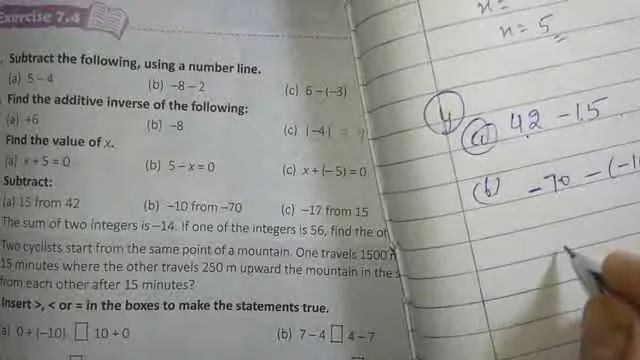 Exercise 7.4
Subtract the following, using a number line.
(a) 5 – 4 (b) –8 – 2 (c) 6 – (–3)
Find the additive inverse of the following:
(a) +6 (b) –8 (c) |–4| =
Find the value of x.
(a) x + 5 = 0 (b) 5 – x = 0 (c) x + (– 5) = 0
Subtract:
(a) 15 from 42 (b) –10 from –70 (c) –17 from 15
The sum of two integers is –14. If one of the integers is 56, find the
Two cyclists start from the same point of a mountain. One travels 1500
15 minutes where the other travels 250 m upward the mountain in the
from each other after 15 minutes?
Insert >, < or = in the boxes to make the statements true.
(a) 0 + (–10) □ 10 + 0 (b) 7 – 4 □ 4 – 7
x = 5
(a) 42 – 15
(b) – 70 – (–1